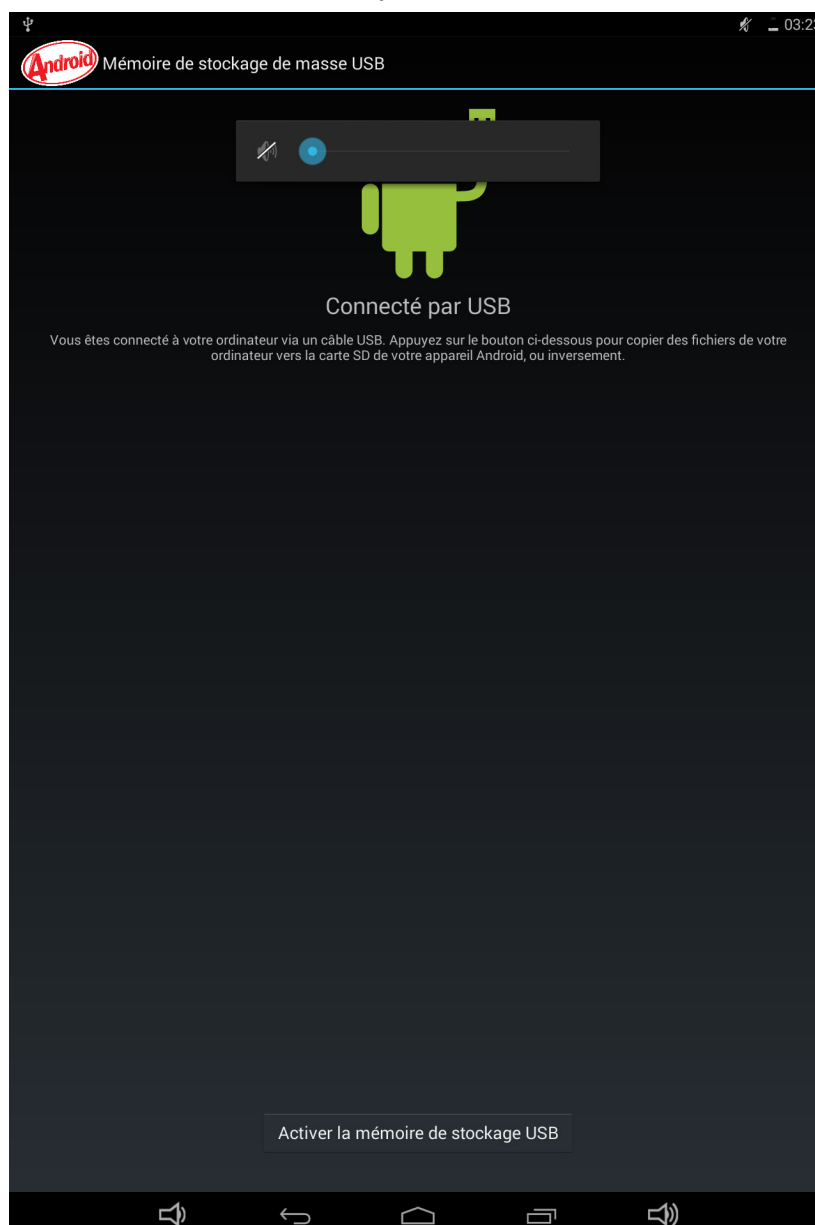 03:23
Android Mémoire de stockage de masse USB
Connecté par USB
Vous êtes connecté à votre ordinateur via un câble USB. Appuyez sur le bouton ci-dessous pour copier des fichiers de votre
ordinateur vers la carte SD de votre appareil Android, ou inversement.
Activer la mémoire de stockage USB